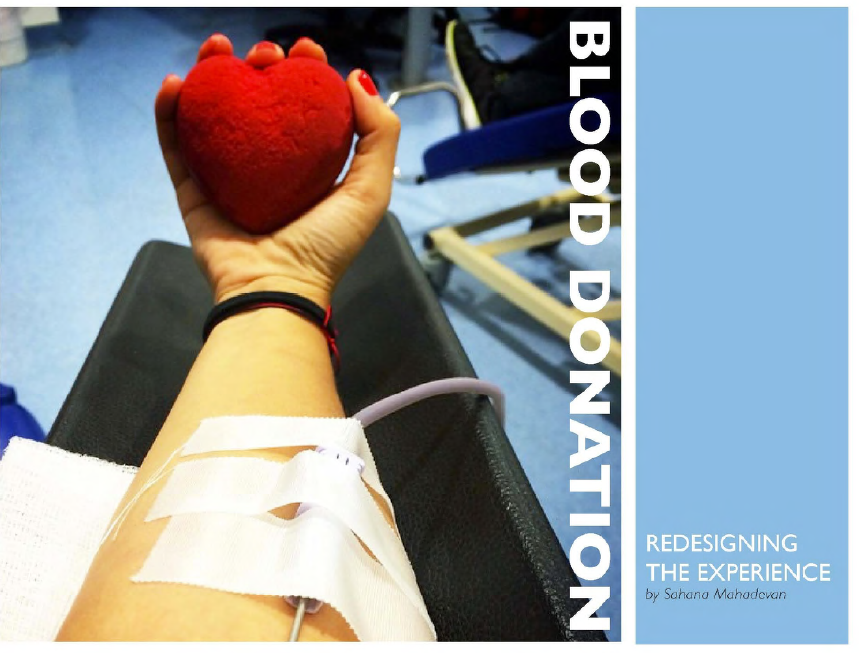 BLOOD DONATION
REDESIGNING
THE EXPERIENCE
by Sahana Mahadevan